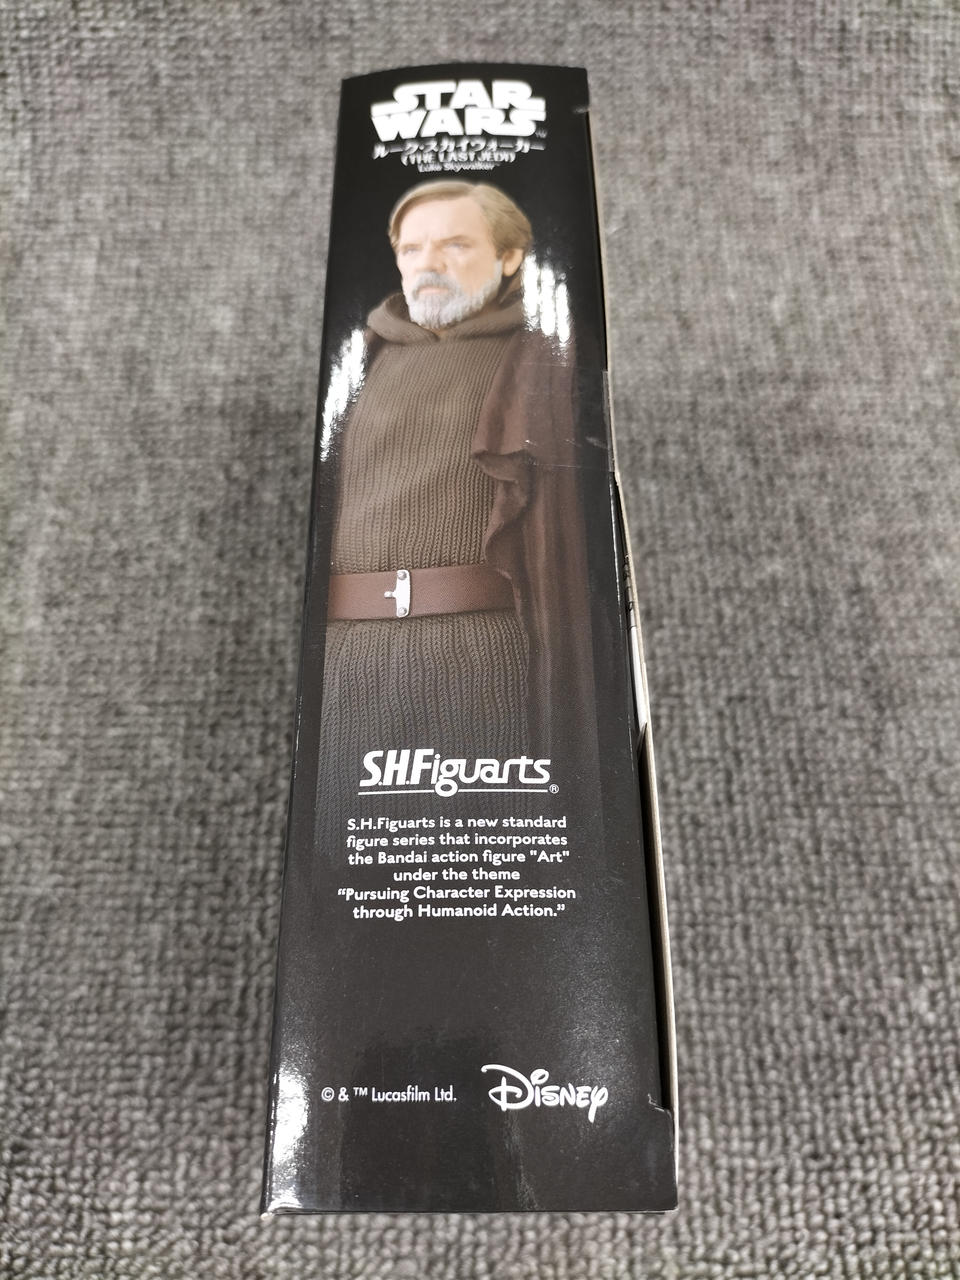 STAR
WARS™
ルーク・スカイウォーカー
(THE LAST JEDI)
Luke Skywalker
S.H.Figuarts®
S.H.Figuarts is a new standard
figure series that incorporates
the Bandai action figure "Art"
under the theme
“Pursuing Character Expression
through Humanoid Action.”
© & ™ Lucasfilm Ltd. Disney